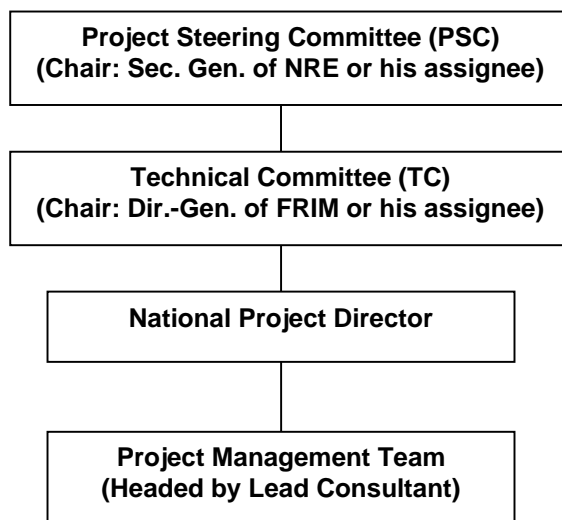 Project Steering Committee (PSC)
(Chair: Sec. Gen. of NRE or his assignee)
Technical Committee (TC)
(Chair: Dir.-Gen. of FRIM or his assignee)
National Project Director
Project Management Team
(Headed by Lead Consultant)